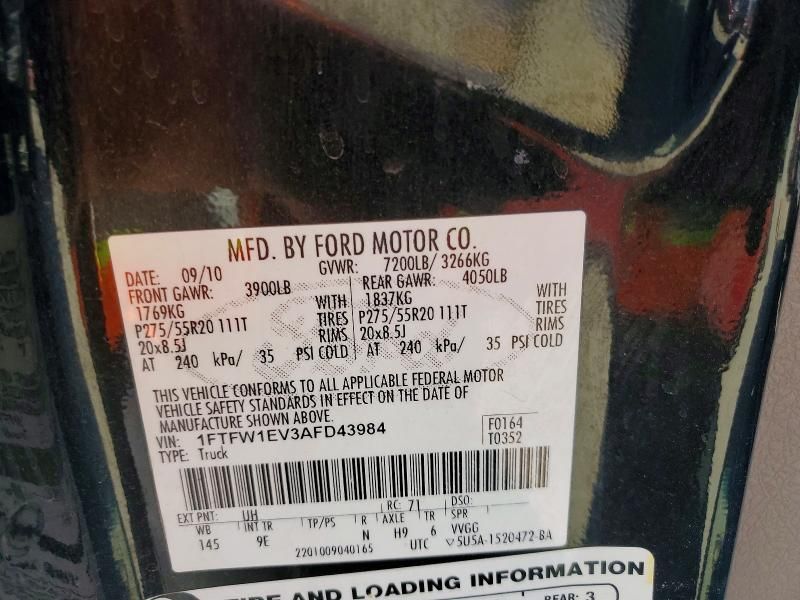 MFD. BY FORD MOTOR CO.
DATE: 09/10 GVWR: 7200LB/ 3266KG
FRONT GAWR: 3900LB REAR GAWR: 4050LB
1769KG WITH 1837KG WITH
P275/55R20 111T TIRES P275/55R20 111T TIRES
20x8.5J RIMS 20x8.5J RIMS
AT 240 kPa/ 35 PSI COLD AT 240 kPa/ 35 PSI COLD
THIS VEHICLE CONFORMS TO ALL APPLICABLE FEDERAL MOTOR
VEHICLE SAFETY STANDARDS IN EFFECT ON THE DATE OF
MANUFACTURE SHOWN ABOVE.
VIN: 1FTFW1EV3AFD43984 F0164
TYPE: Truck T0352
EXT PNT: UH RC: 71 DSO:
WB INT TR TP/PS R AXLE TR SPR
145 9E N H9 6 VVGG
2201009040165 UTC ▽5U5A-1520472-BA
TIRE AND LOADING INFORMATION
REAR: 3